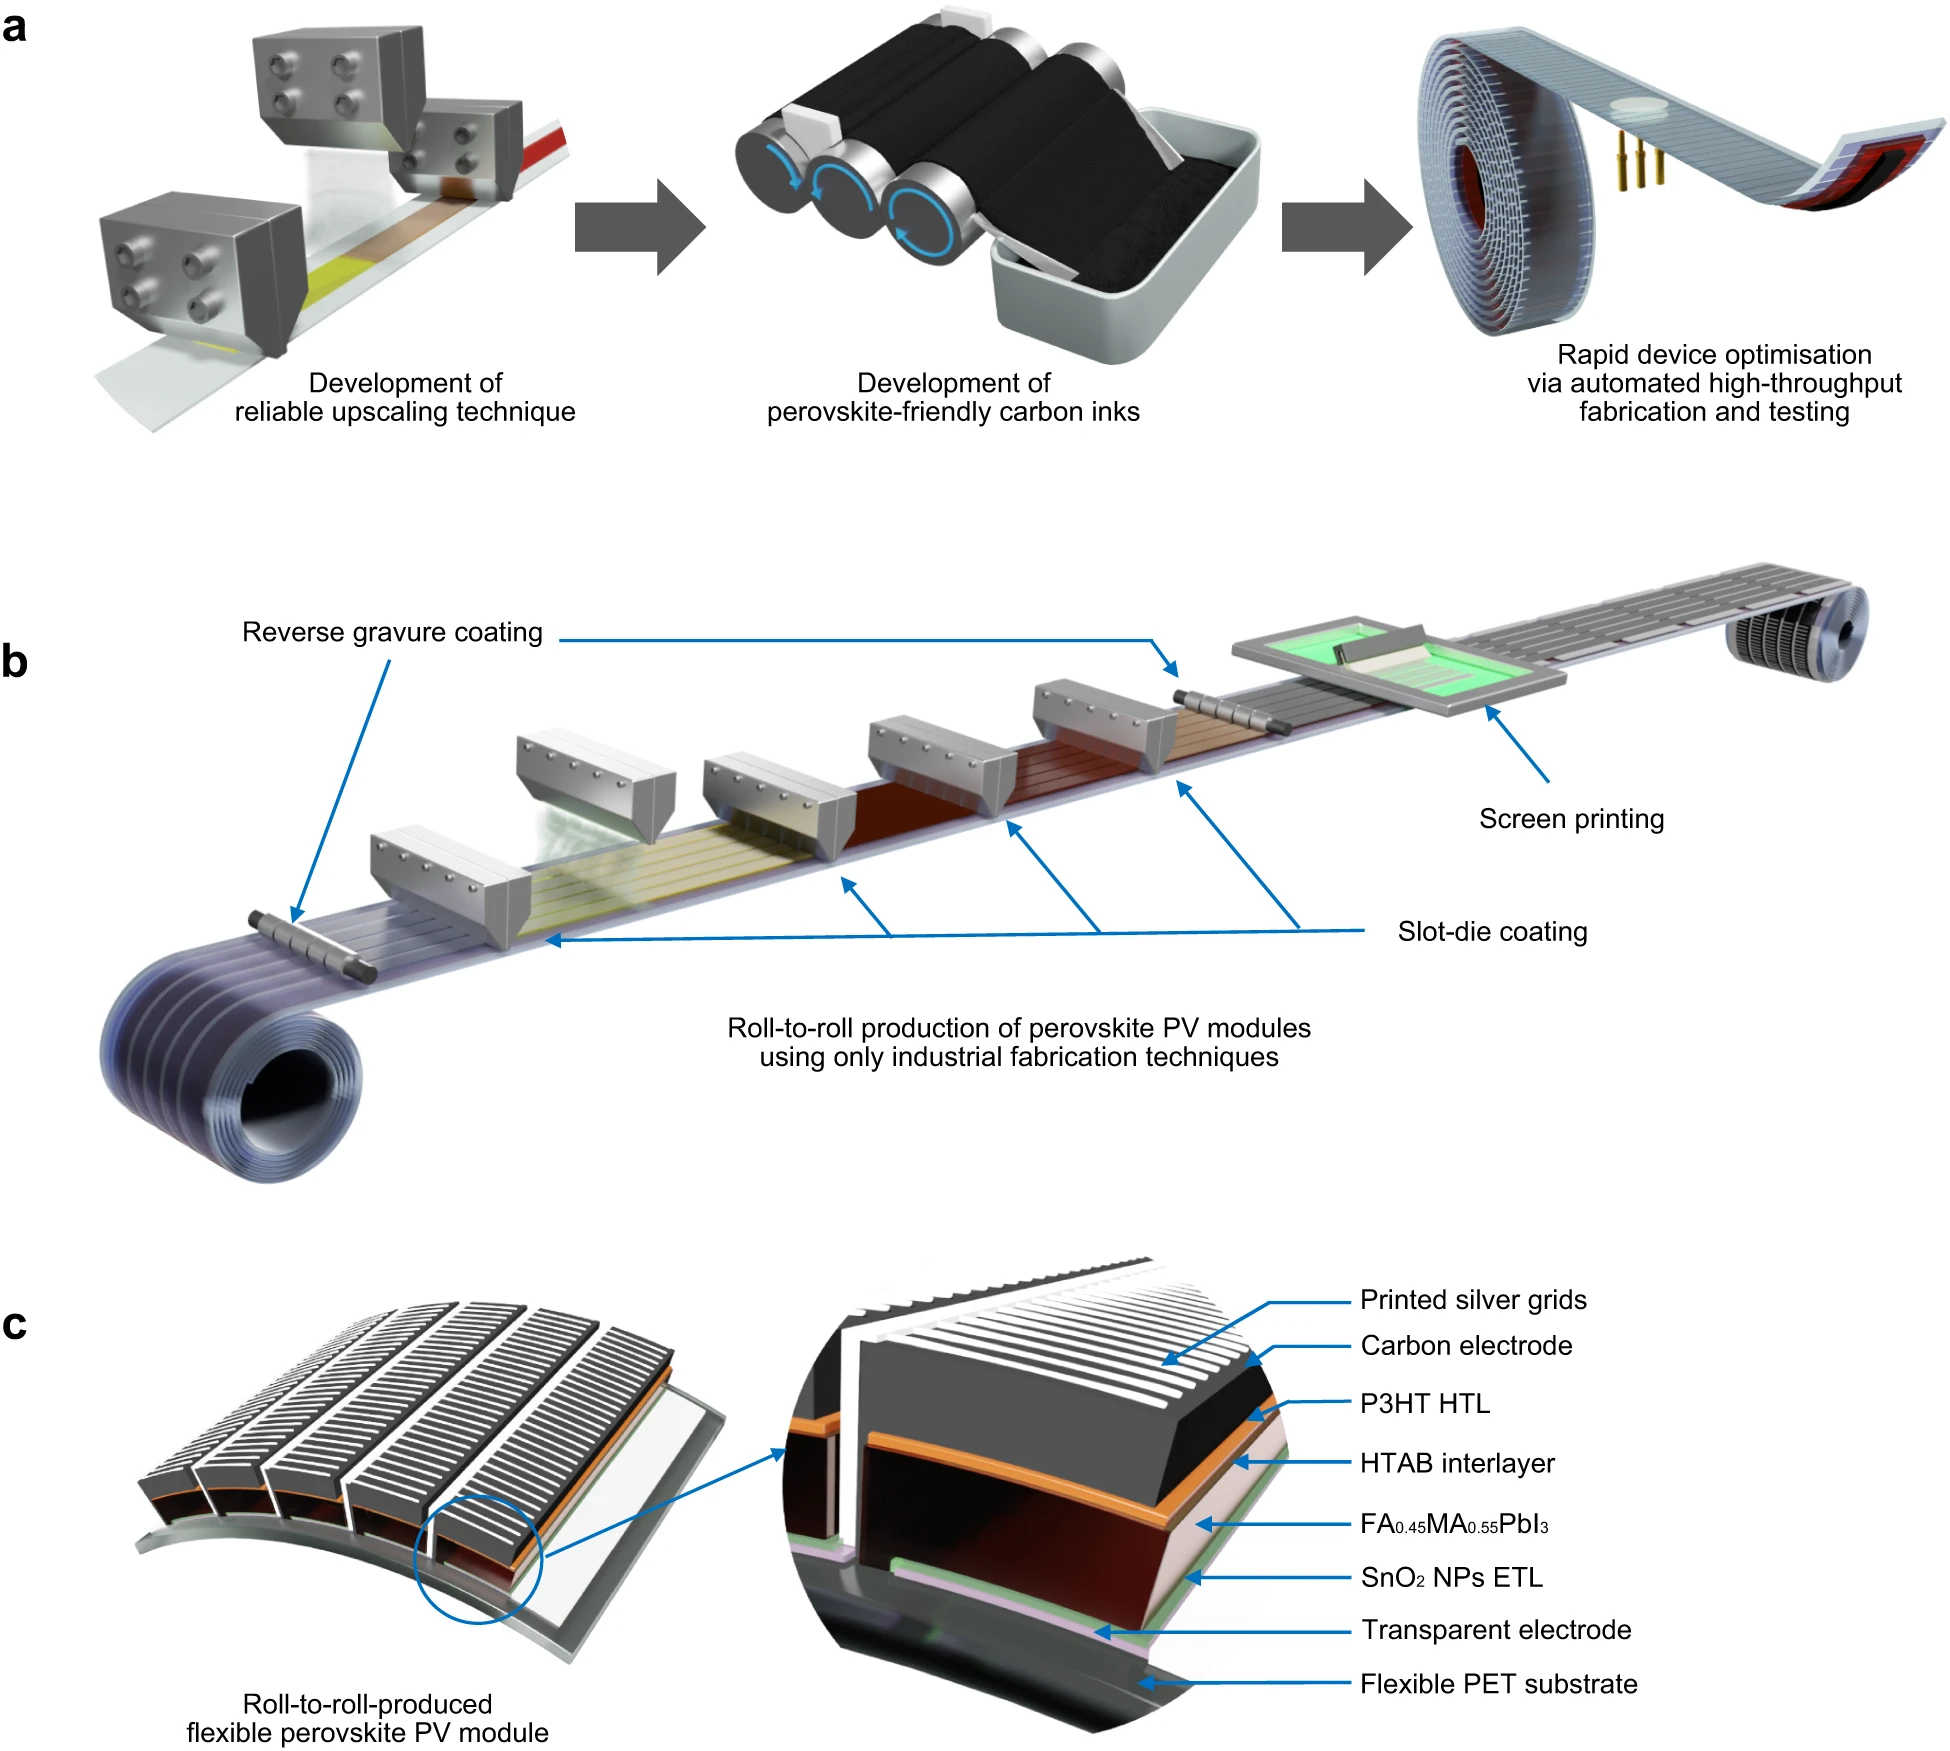 a
Development of
reliable upscaling technique
Development of
perovskite-friendly carbon inks
Rapid device optimisation
via automated high-throughput
fabrication and testing
b
Reverse gravure coating
Screen printing
Slot-die coating
Roll-to-roll production of perovskite PV modules
using only industrial fabrication techniques
c
Printed silver grids
Carbon electrode
P3HT HTL
HTAB interlayer
FA₀.₄₅MA₀.₅₅PbI₃
SnO₂ NPs ETL
Transparent electrode
Flexible PET substrate
Roll-to-roll-produced
flexible perovskite PV module